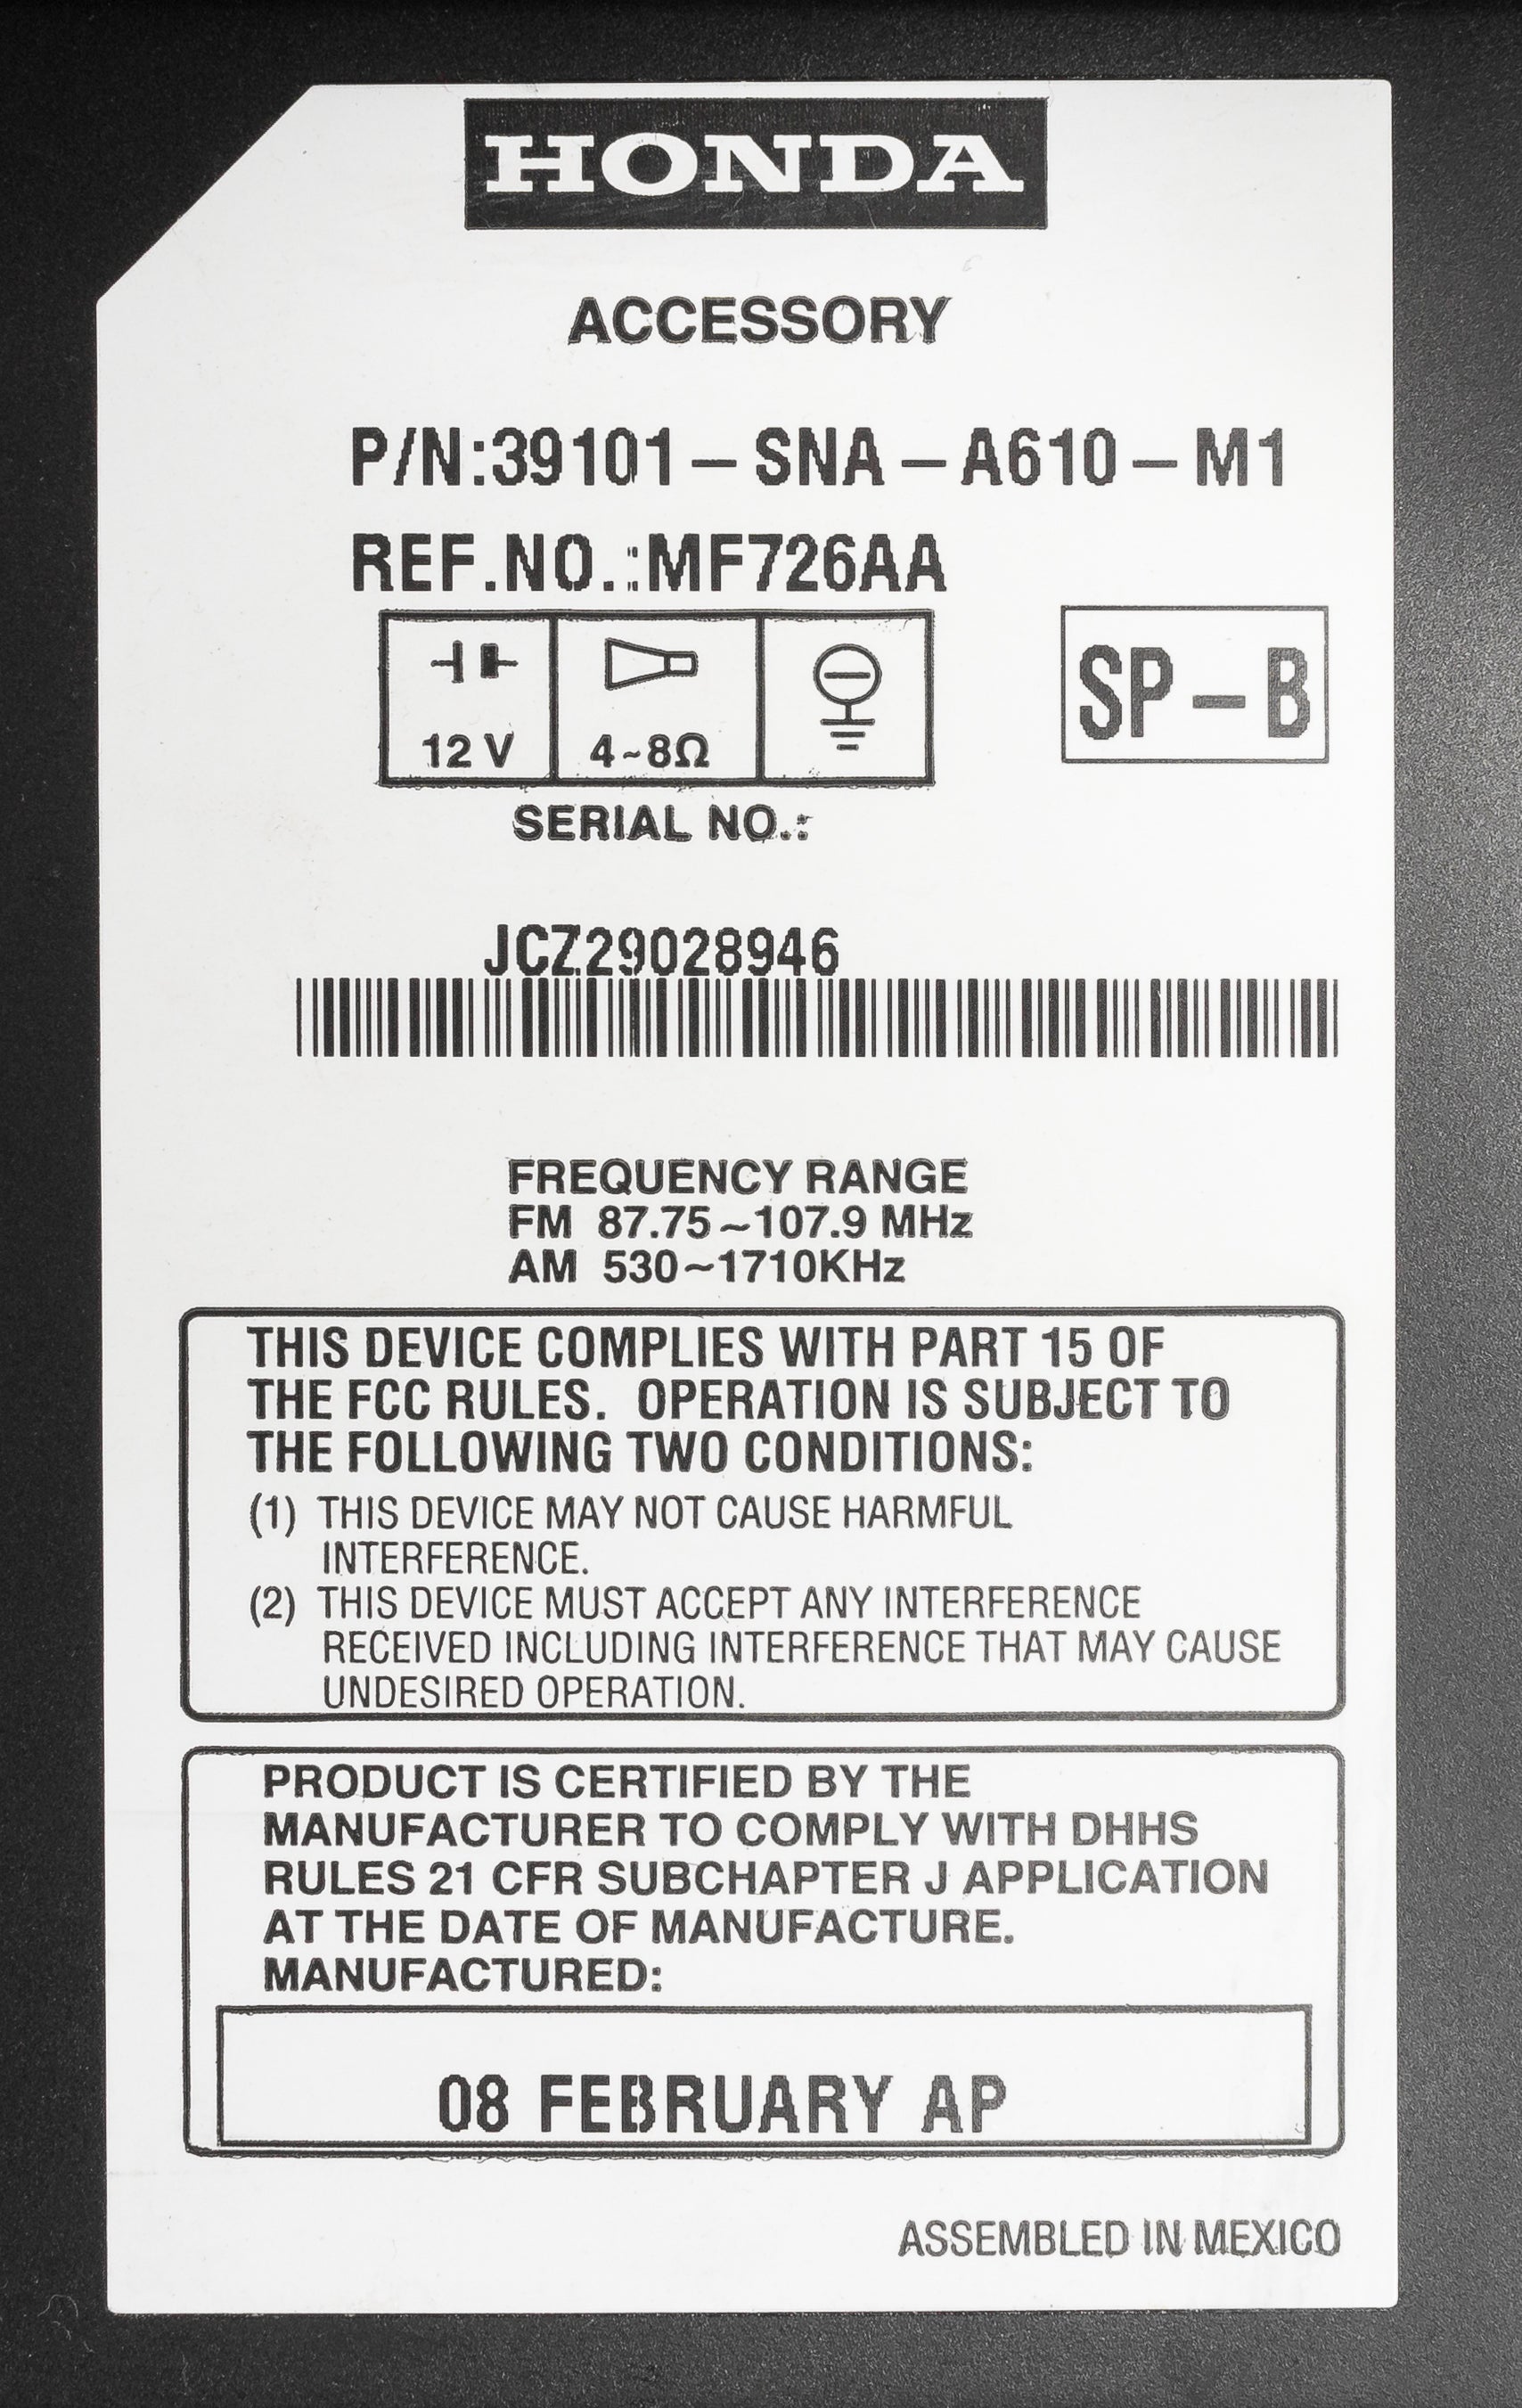 HONDA
ACCESSORY
P/N:39101-SNA-A610-M1
REF.NO.:MF726AA
12 V 4~8Ω
SP-B
SERIAL NO.:
JCZ29028946
FREQUENCY RANGE
FM 87.75~107.9 MHz
AM 530~1710KHz
THIS DEVICE COMPLIES WITH PART 15 OF
THE FCC RULES. OPERATION IS SUBJECT TO
THE FOLLOWING TWO CONDITIONS:
(1) THIS DEVICE MAY NOT CAUSE HARMFUL
INTERFERENCE.
(2) THIS DEVICE MUST ACCEPT ANY INTERFERENCE
RECEIVED INCLUDING INTERFERENCE THAT MAY CAUSE
UNDESIRED OPERATION.
PRODUCT IS CERTIFIED BY THE
MANUFACTURER TO COMPLY WITH DHHS
RULES 21 CFR SUBCHAPTER J APPLICATION
AT THE DATE OF MANUFACTURE.
MANUFACTURED:
08 FEBRUARY AP
ASSEMBLED IN MEXICO